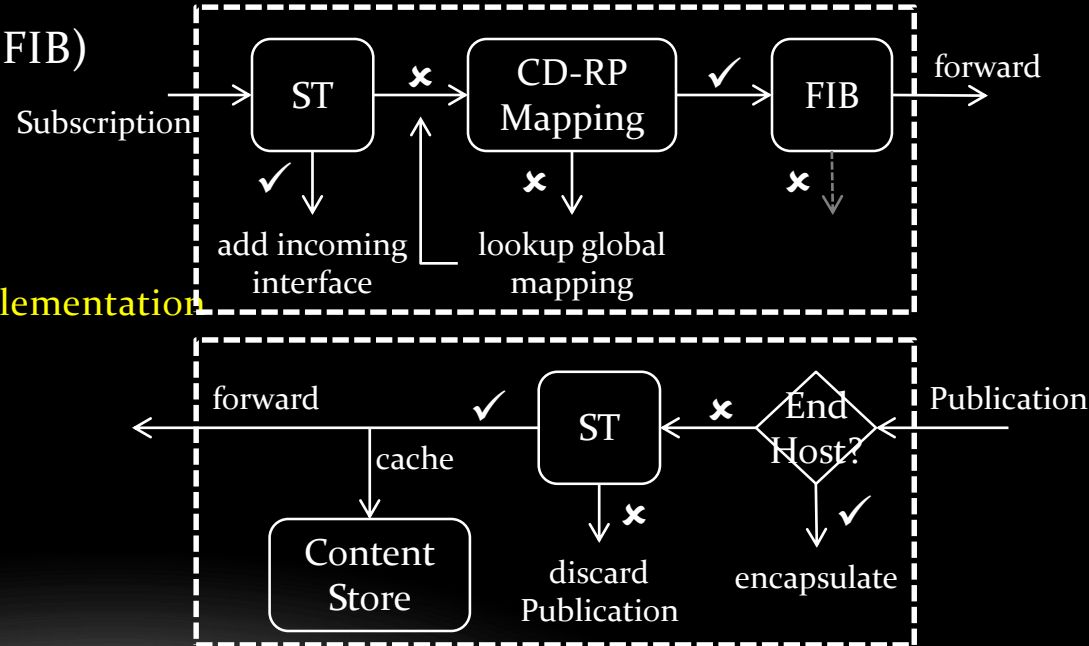 FIB)
Subscription
ST
✘
CD-RP
Mapping
✓
FIB
forward
✓
✘
✘
add incoming
interface
lookup global
mapping
lementation
forward
✓
ST
✘
End
Host?
Publication
cache
Content
Store
✘
discard
Publication
✓
encapsulate